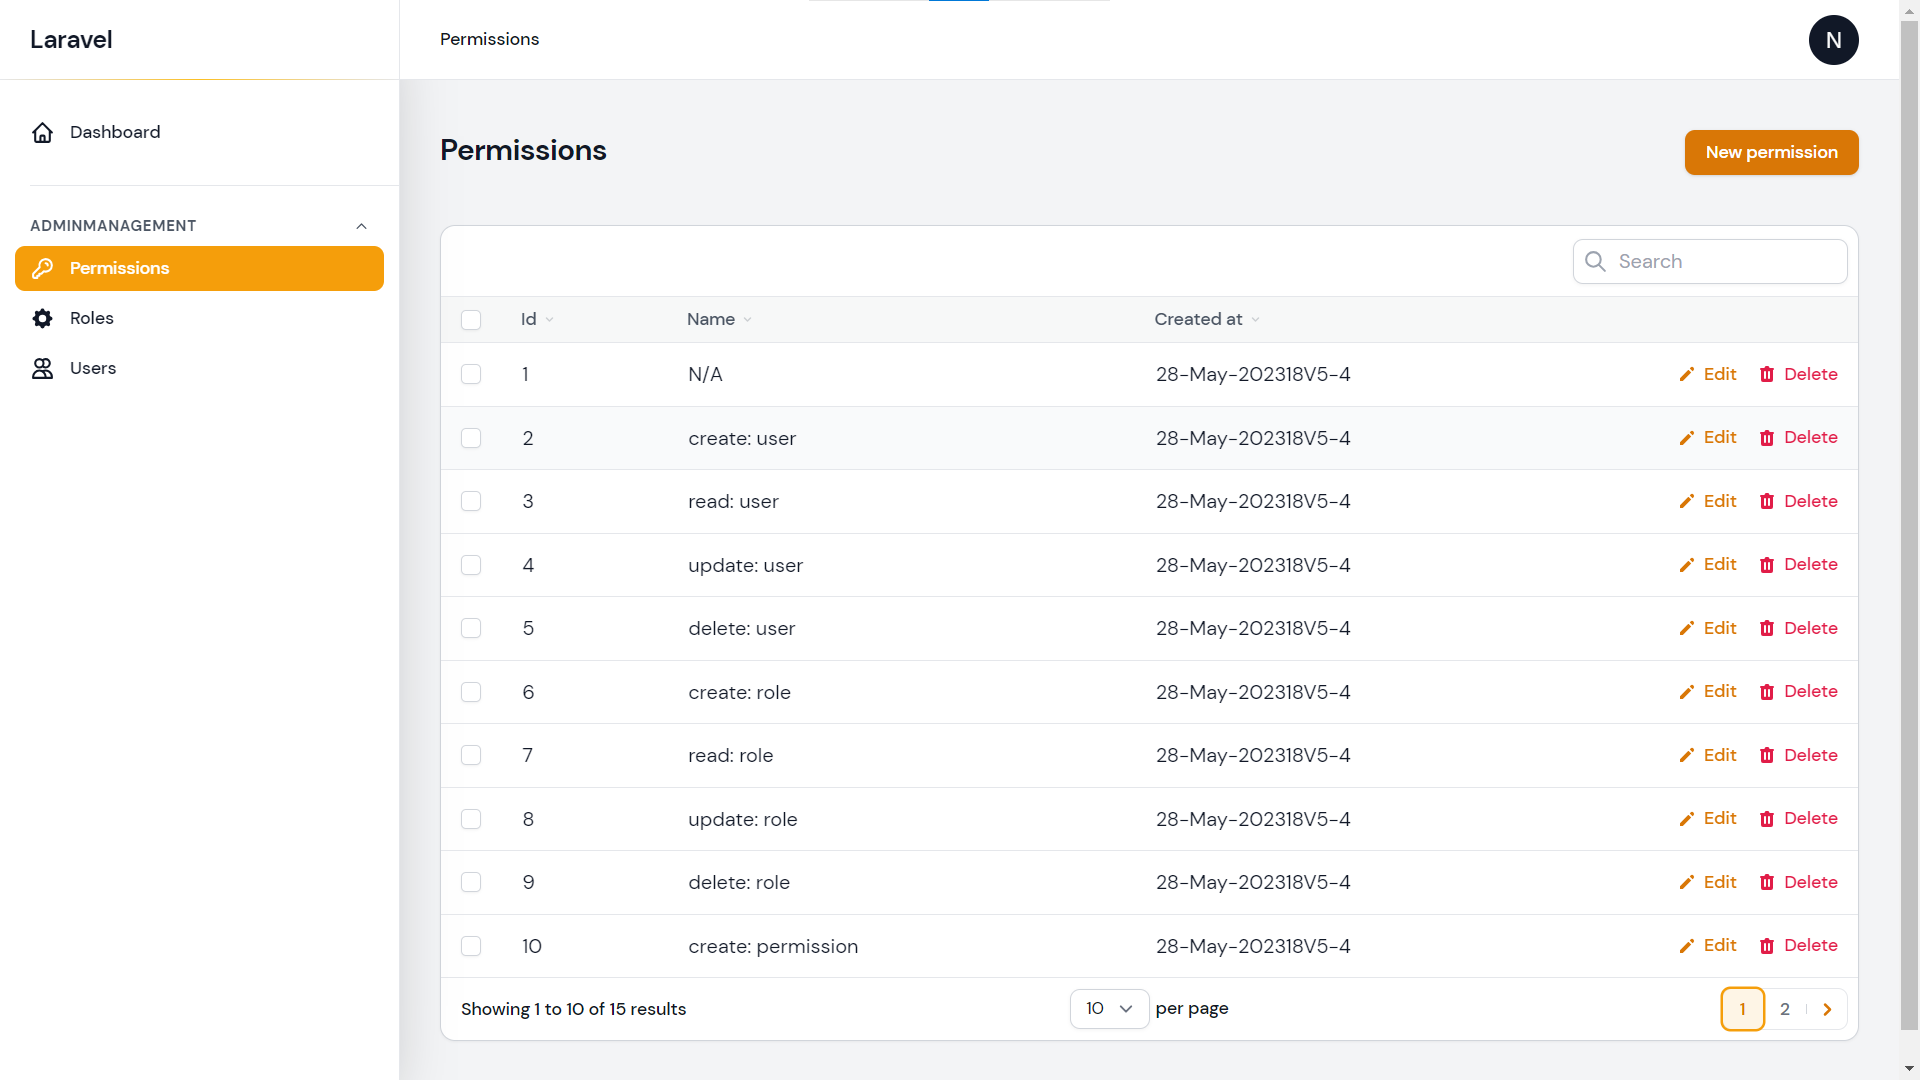 Laravel
Permissions
N
Dashboard
ADMINMANAGEMENT
Permissions
Roles
Users
Permissions
New permission
Search
Id Name Created at
1 N/A 28-May-202318V5-4 Edit Delete
2 create: user 28-May-202318V5-4 Edit Delete
3 read: user 28-May-202318V5-4 Edit Delete
4 update: user 28-May-202318V5-4 Edit Delete
5 delete: user 28-May-202318V5-4 Edit Delete
6 create: role 28-May-202318V5-4 Edit Delete
7 read: role 28-May-202318V5-4 Edit Delete
8 update: role 28-May-202318V5-4 Edit Delete
9 delete: role 28-May-202318V5-4 Edit Delete
10 create: permission 28-May-202318V5-4 Edit Delete
Showing 1 to 10 of 15 results 10 per page 1 2